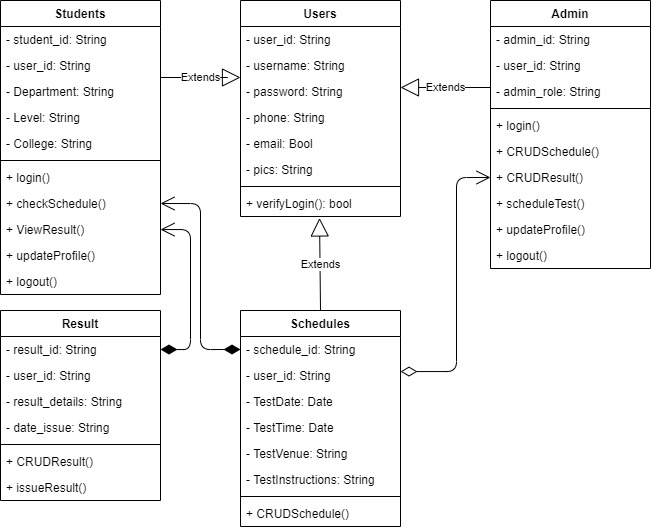 Students
- student_id: String
- user_id: String
- Department: String
- Level: String
- College: String
+ login()
+ checkSchedule()
+ ViewResult()
+ updateProfile()
+ logout()
Extends
Users
- user_id: String
- username: String
- password: String
- phone: String
- email: Bool
- pics: String
+ verifyLogin(): bool
Extends
Admin
- admin_id: String
- user_id: String
- admin_role: String
+ login()
+ CRUDSchedule()
+ CRUDResult()
+ scheduleTest()
+ updateProfile()
+ logout()
Extends
Result
- result_id: String
- user_id: String
- result_details: String
- date_issue: String
+ CRUDResult()
+ issueResult()
Schedules
- schedule_id: String
- user_id: String
- TestDate: Date
- TestTime: Date
- TestVenue: String
- TestInstructions: String
+ CRUDSchedule()